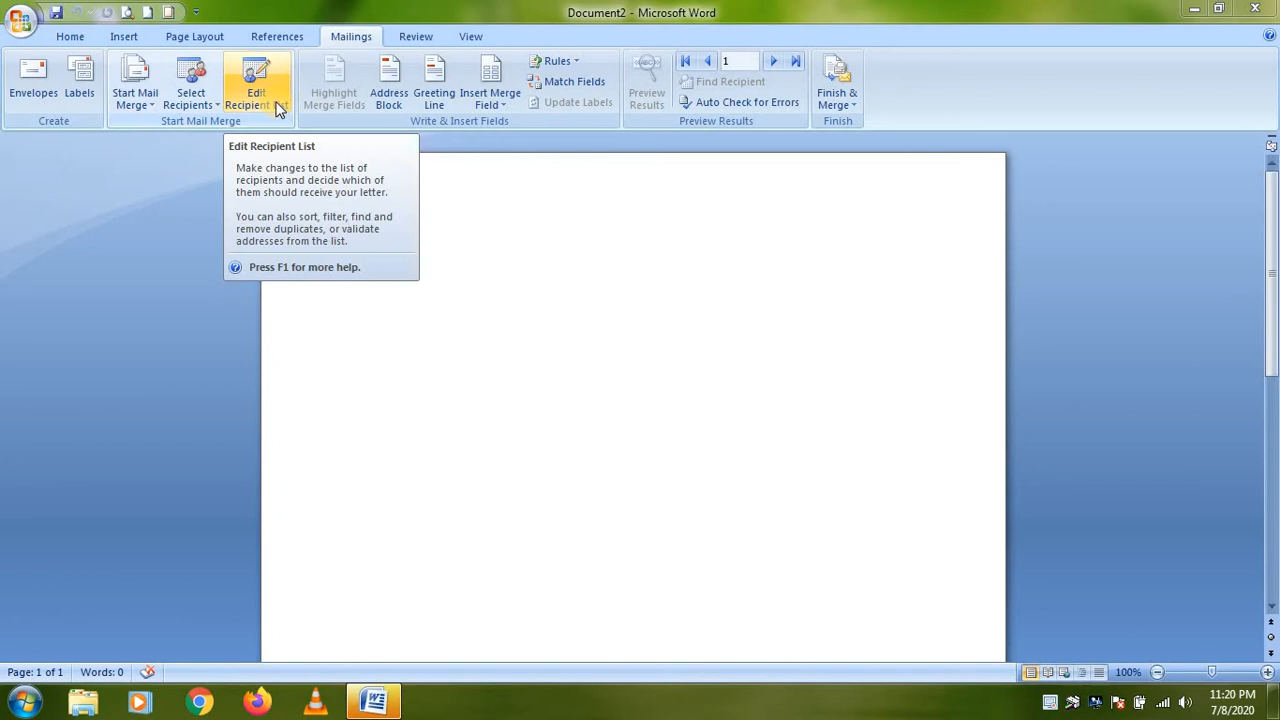 Document2 - Microsoft Word
Home Insert Page Layout References Mailings Review View
Envelopes Labels
Create
Start Mail
Merge
Select
Recipients
Edit
Recipient
Start Mail Merge
Highlight
Merge Fields
Address
Block
Greeting
Line
Insert Merge
Field
Rules
Match Fields
Update Labels
Write & Insert Fields
ABC
Preview
Results
1
Find Recipient
Auto Check for Errors
Preview Results
Finish &
Merge
Finish
Edit Recipient List
Make changes to the list of
recipients and decide which of
them should receive your letter.
You can also sort, filter, find and
remove duplicates, or validate
addresses from the list.
Press F1 for more help.
Page: 1 of 1 Words: 0 100%
11:20 PM
7/8/2020